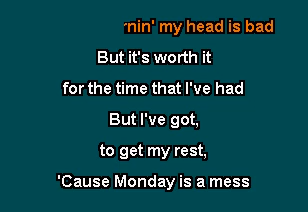 'nin' my head is bad
But it's worth it
for the time that I've had
But I've got,
to get my rest,
'Cause Monday is a mess